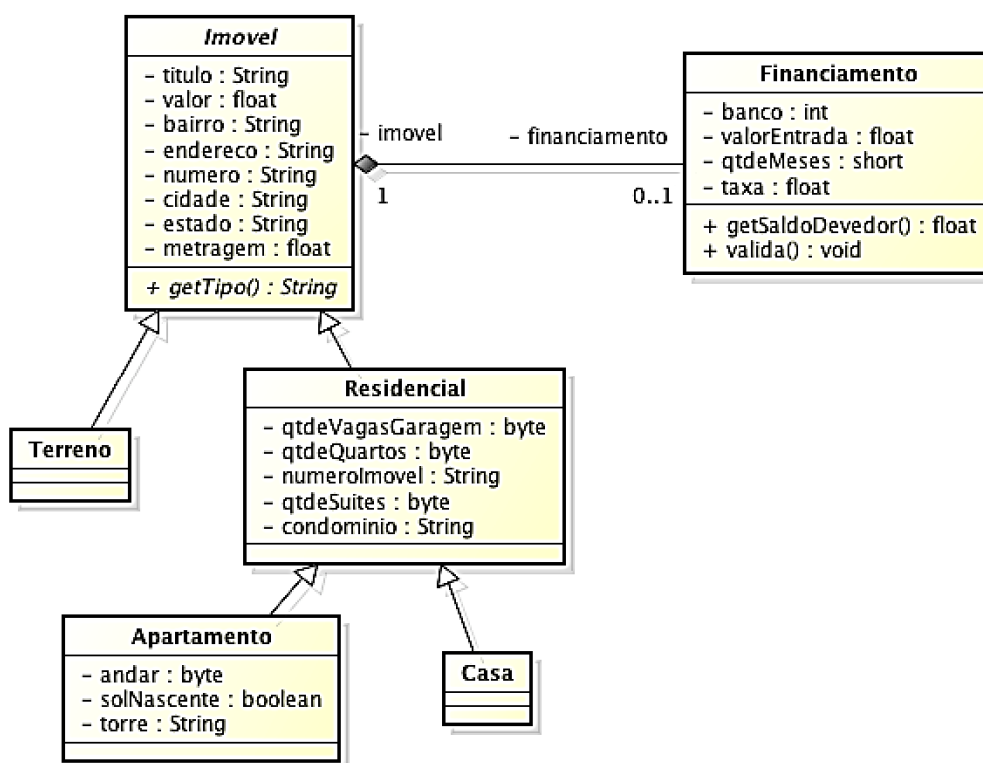 Imovel
- titulo : String
- valor : float
- bairro : String
- endereco : String
- numero : String
- cidade : String
- estado : String
- metragem : float
+ getTipo() : String
- imovel
1
- financiamento
0..1
Financiamento
- banco : int
- valorEntrada : float
- qtdeMeses : short
- taxa : float
+ getSaldoDevedor() : float
+ valida() : void
Terreno
Residencial
- qtdeVagasGaragem : byte
- qtdeQuartos : byte
- numeroImovel : String
- qtdeSuites : byte
- condominio : String
Apartamento
- andar : byte
- solNascente : boolean
- torre : String
Casa